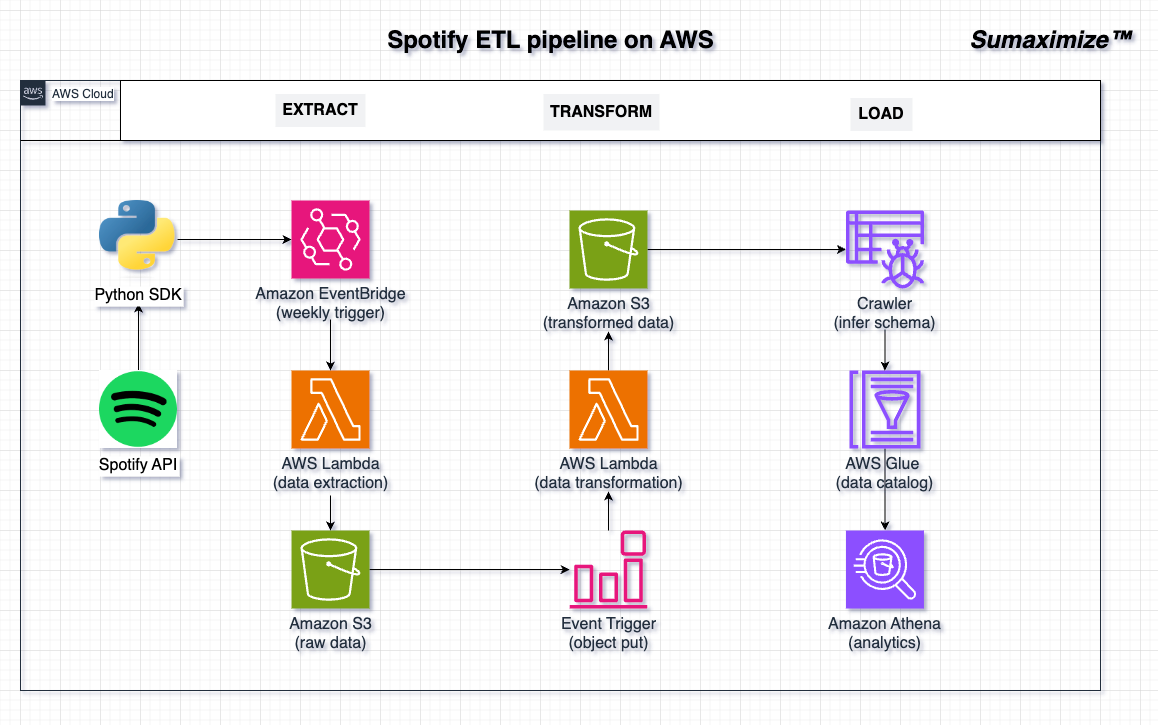 Spotify ETL pipeline on AWS
Sumaximize™
aws
AWS Cloud
EXTRACT
TRANSFORM
LOAD
Python SDK
Spotify API
Amazon EventBridge
(weekly trigger)
AWS Lambda
(data extraction)
Amazon S3
(raw data)
Amazon S3
(transformed data)
AWS Lambda
(data transformation)
Event Trigger
(object put)
Crawler
(infer schema)
AWS Glue
(data catalog)
Amazon Athena
(analytics)